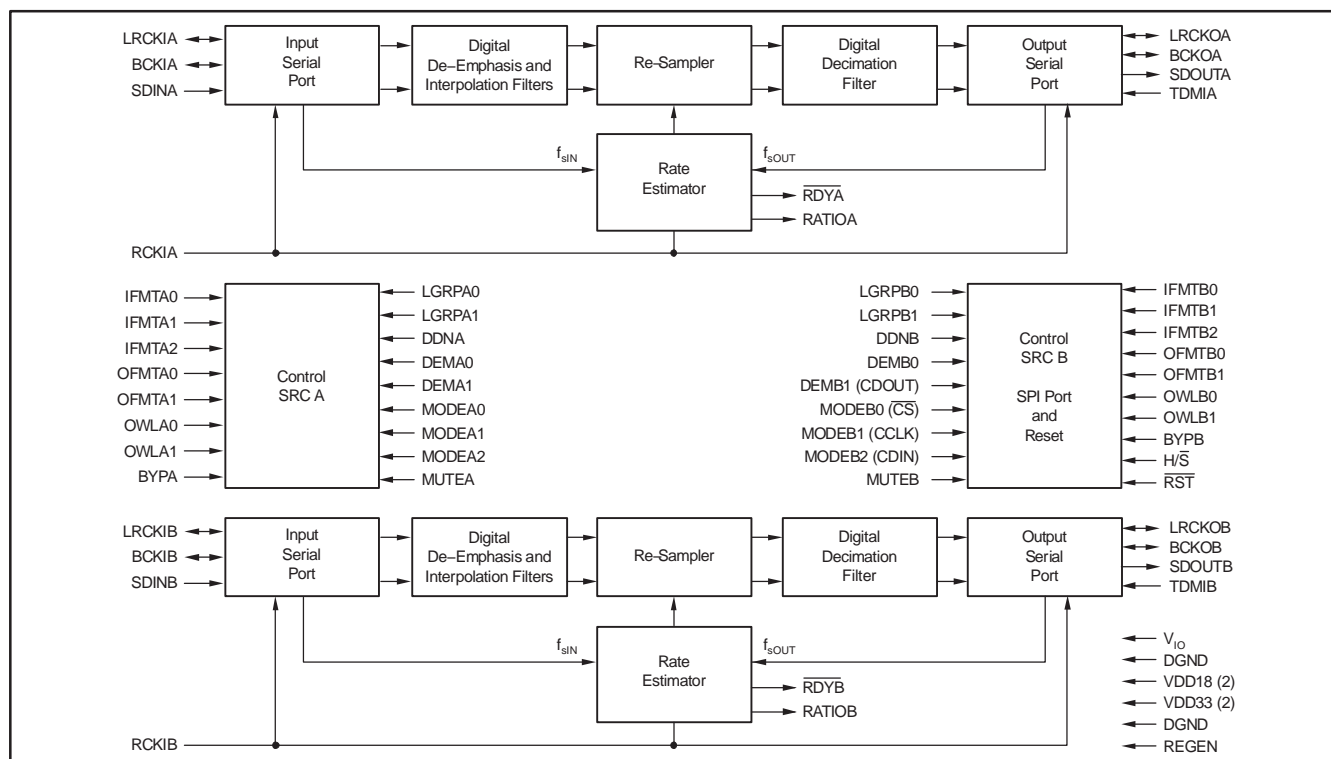 LRCKIA
BCKIA
SDINA
Input
Serial
Port
Digital
De–Emphasis and
Interpolation Filters
Re-Sampler
Digital
Decimation
Filter
Output
Serial
Port
LRCKOA
BCKOA
SDOUTA
TDMIA
fsIN
Rate
Estimator
fsOUT
RDYA
RATIOA
RCKIA
IFMTA0
IFMTA1
IFMTA2
OFMTA0
OFMTA1
OWLA0
OWLA1
BYPA
Control
SRC A
LGRPA0
LGRPA1
DDNA
DEMA0
DEMA1
MODEA0
MODEA1
MODEA2
MUTEA
LGRPB0
LGRPB1
DDNB
DEMB0
DEMB1 (CDOUT)
MODEB0 (CS)
MODEB1 (CCLK)
MODEB2 (CDIN)
MUTEB
Control
SRC B
SPI Port
and
Reset
IFMTB0
IFMTB1
IFMTB2
OFMTB0
OFMTB1
OWLB0
OWLB1
BYPB
H/S
RST
LRCKIB
BCKIB
SDINB
Input
Serial
Port
Digital
De–Emphasis and
Interpolation Filters
Re–Sampler
Digital
Decimation
Filter
Output
Serial
Port
LRCKOB
BCKOB
SDOUTB
TDMIB
fsIN
Rate
Estimator
fsOUT
RDYB
RATIOB
RCKIB
VIO
DGND
VDD18 (2)
VDD33 (2)
DGND
REGEN